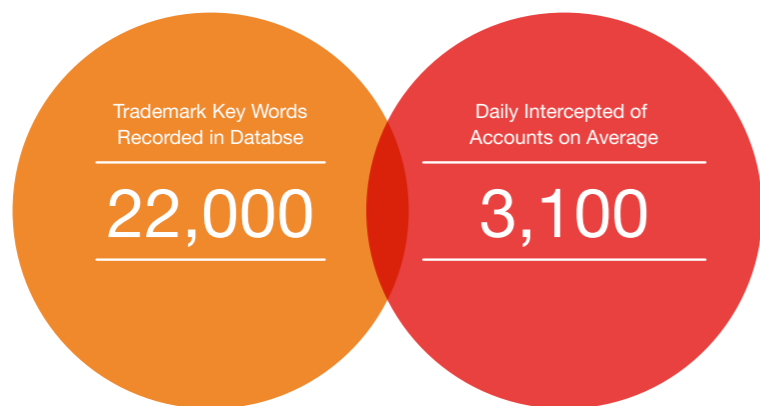 Trademark Key Words
Recorded in Databse
22,000
Daily Intercepted of
Accounts on Average
3,100